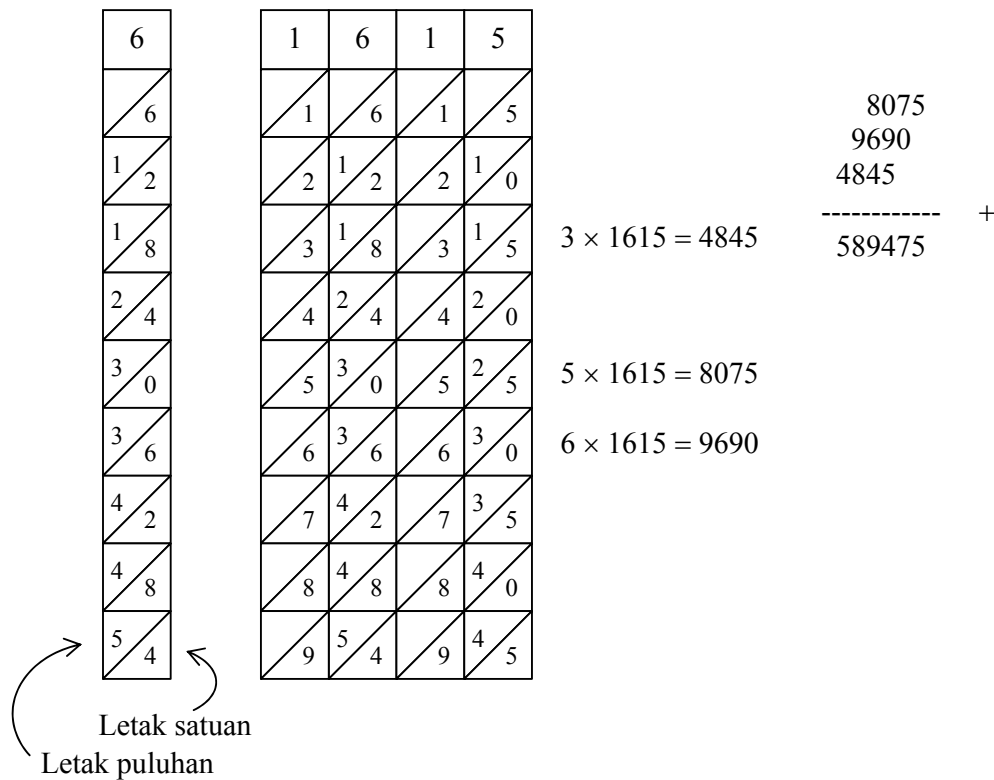 6 1 6 1 5
6 1 6 1 5
1 2 2 1 2 2 1 0
1 8 3 1 8 3 1 5 3 × 1615 = 4845
2 4 4 2 4 4 2 0
3 0 5 3 0 5 2 5 5 × 1615 = 8075
3 6 6 3 6 6 3 0 6 × 1615 = 9690
4 2 7 4 2 7 3 5
4 8 8 4 8 8 4 0
5 4 9 5 4 9 4 5
8075
9690
4845
------------ +
589475
Letak satuan
Letak puluhan